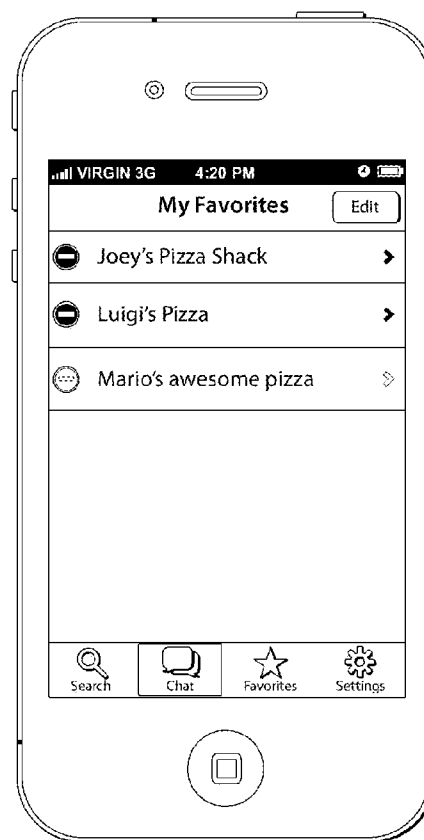 VIRGIN 3G 4:20 PM
My Favorites Edit
Joey's Pizza Shack
Luigi's Pizza
Mario's awesome pizza
Search Chat Favorites Settings